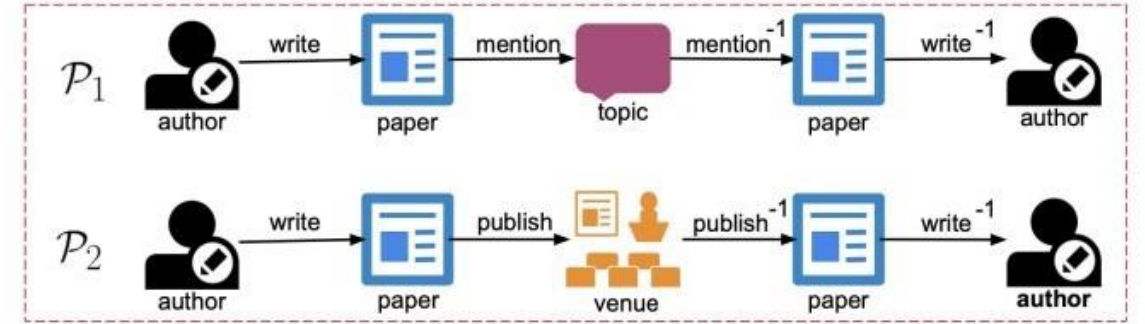 write mention mention⁻¹ write⁻¹
𝒫₁
author paper topic paper author
write publish publish⁻¹ write⁻¹
𝒫₂
author paper venue paper author